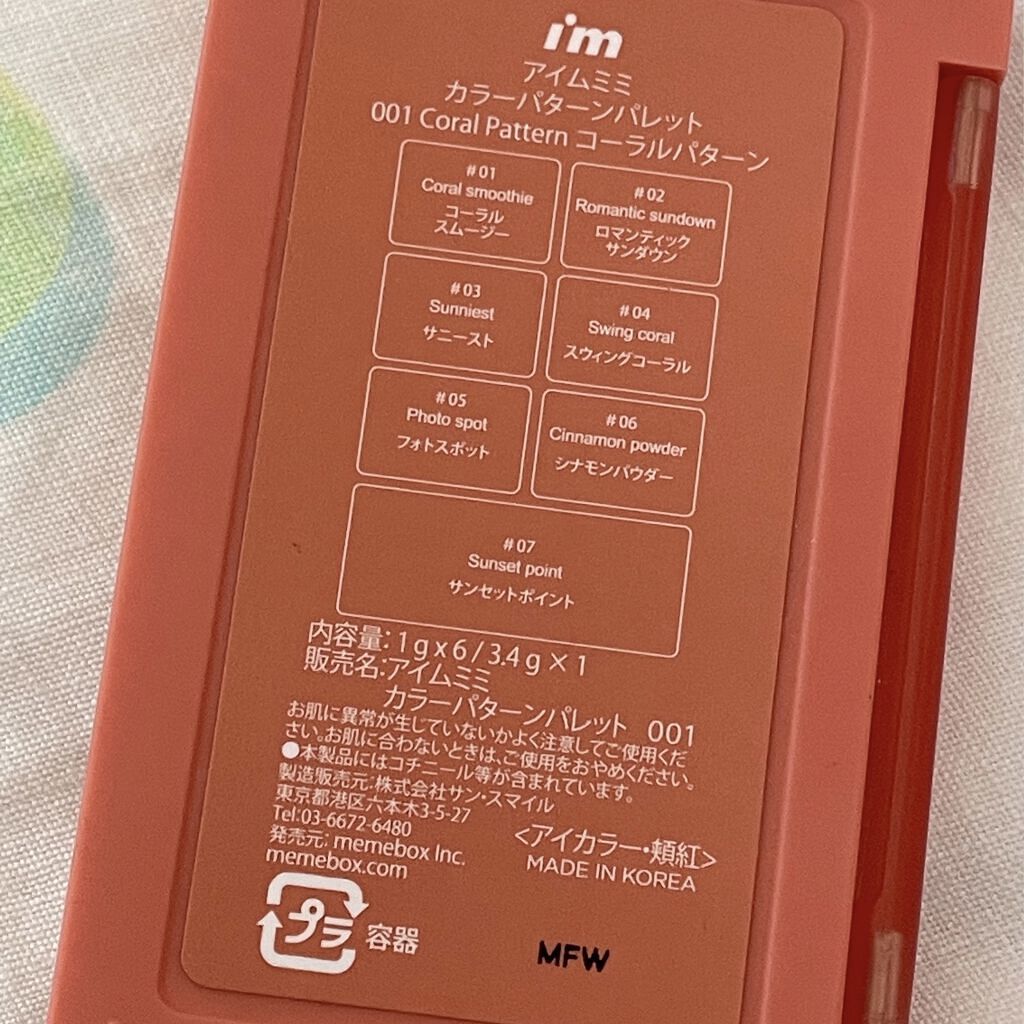 i'm
アイムミミ
カラーパターンパレット
001 Coral Pattern コーラルパターン
#01
Coral smoothie
コーラル
スムージー
#02
Romantic sundown
ロマンティック
サンダウン
#03
Sunniest
サニースト
#04
Swing coral
スウィングコーラル
#05
Photo spot
フォトスポット
#06
Cinnamon powder
シナモンパウダー
#07
Sunset point
サンセットポイント
内容量:1gx6/3.4g×1
販売名:アイムミミ
カラーパターンパレット 001
お肌に異常が生じていないかよく注意してご使用くだ
さい。お肌に合わないときは、ご使用をおやめください。
●本製品にはコチニール等が含まれています。
製造販売元:株式会社サン・スマイル
東京都港区六本木3-5-27
Tel:03-6672-6480
発売元: memebox Inc.
memebox.com
<アイカラー・頬紅>
MADE IN KOREA
プラ 容器
MFW